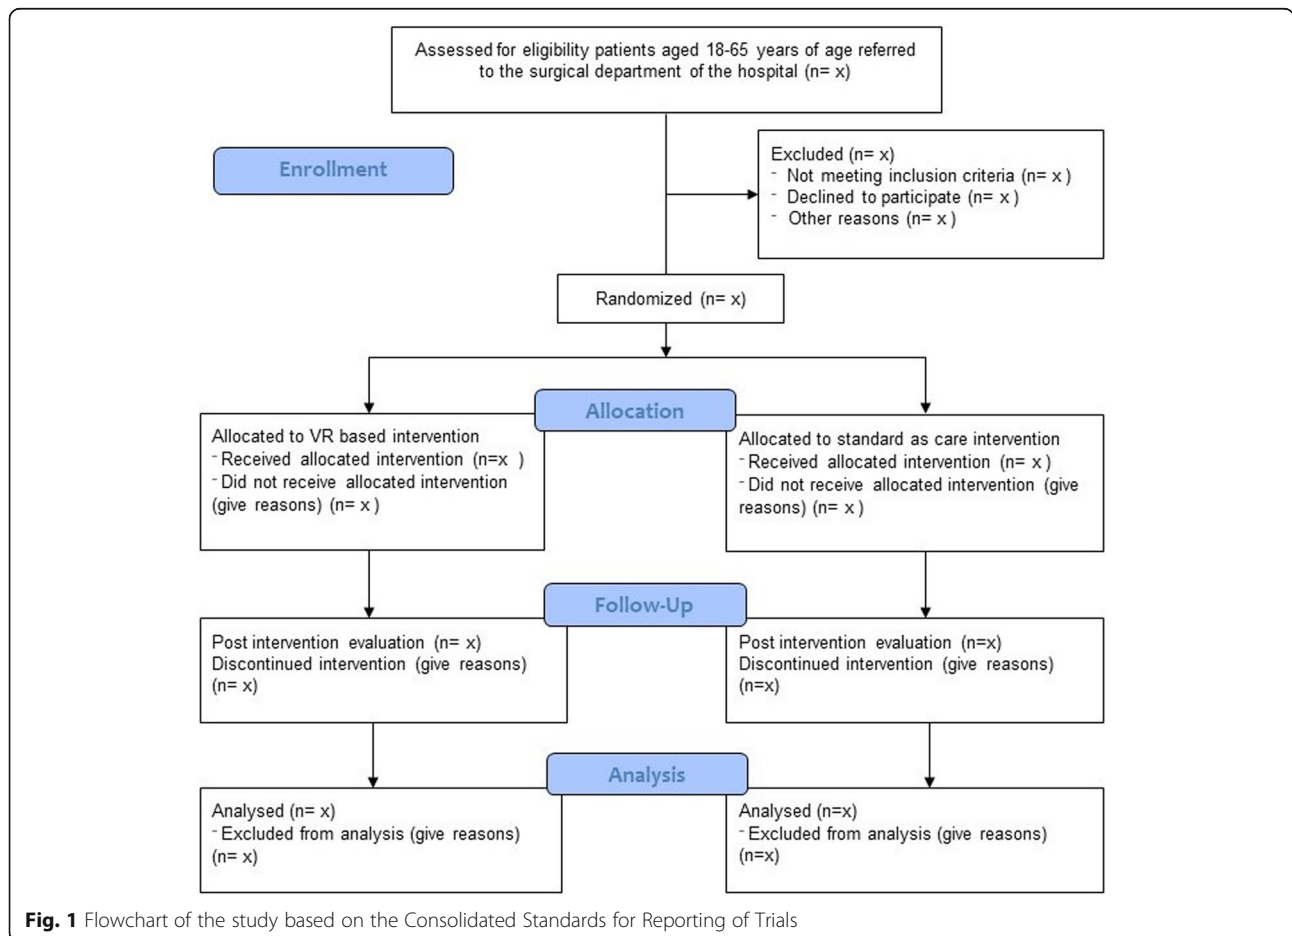 Assessed for eligibility patients aged 18-65 years of age referred
to the surgical department of the hospital (n= x)
Enrollment
Excluded (n= x)
- Not meeting inclusion criteria (n= x )
- Declined to participate (n= x )
- Other reasons (n= x )
Randomized (n= x)
Allocation
Allocated to VR based intervention
- Received allocated intervention (n=x )
- Did not receive allocated intervention
(give reasons) (n= x )
Allocated to standard as care intervention
- Received allocated intervention (n= x )
- Did not receive allocated intervention (give
reasons) (n= x )
Follow-Up
Post intervention evaluation (n= x)
Discontinued intervention (give reasons)
(n= x)
Post intervention evaluation (n=x)
Discontinued intervention (give reasons)
(n=x)
Analysis
Analysed (n= x)
- Excluded from analysis (give reasons)
(n= x)
Analysed (n=x)
- Excluded from analysis (give reasons)
(n=x)
Fig. 1 Flowchart of the study based on the Consolidated Standards for Reporting of Trials